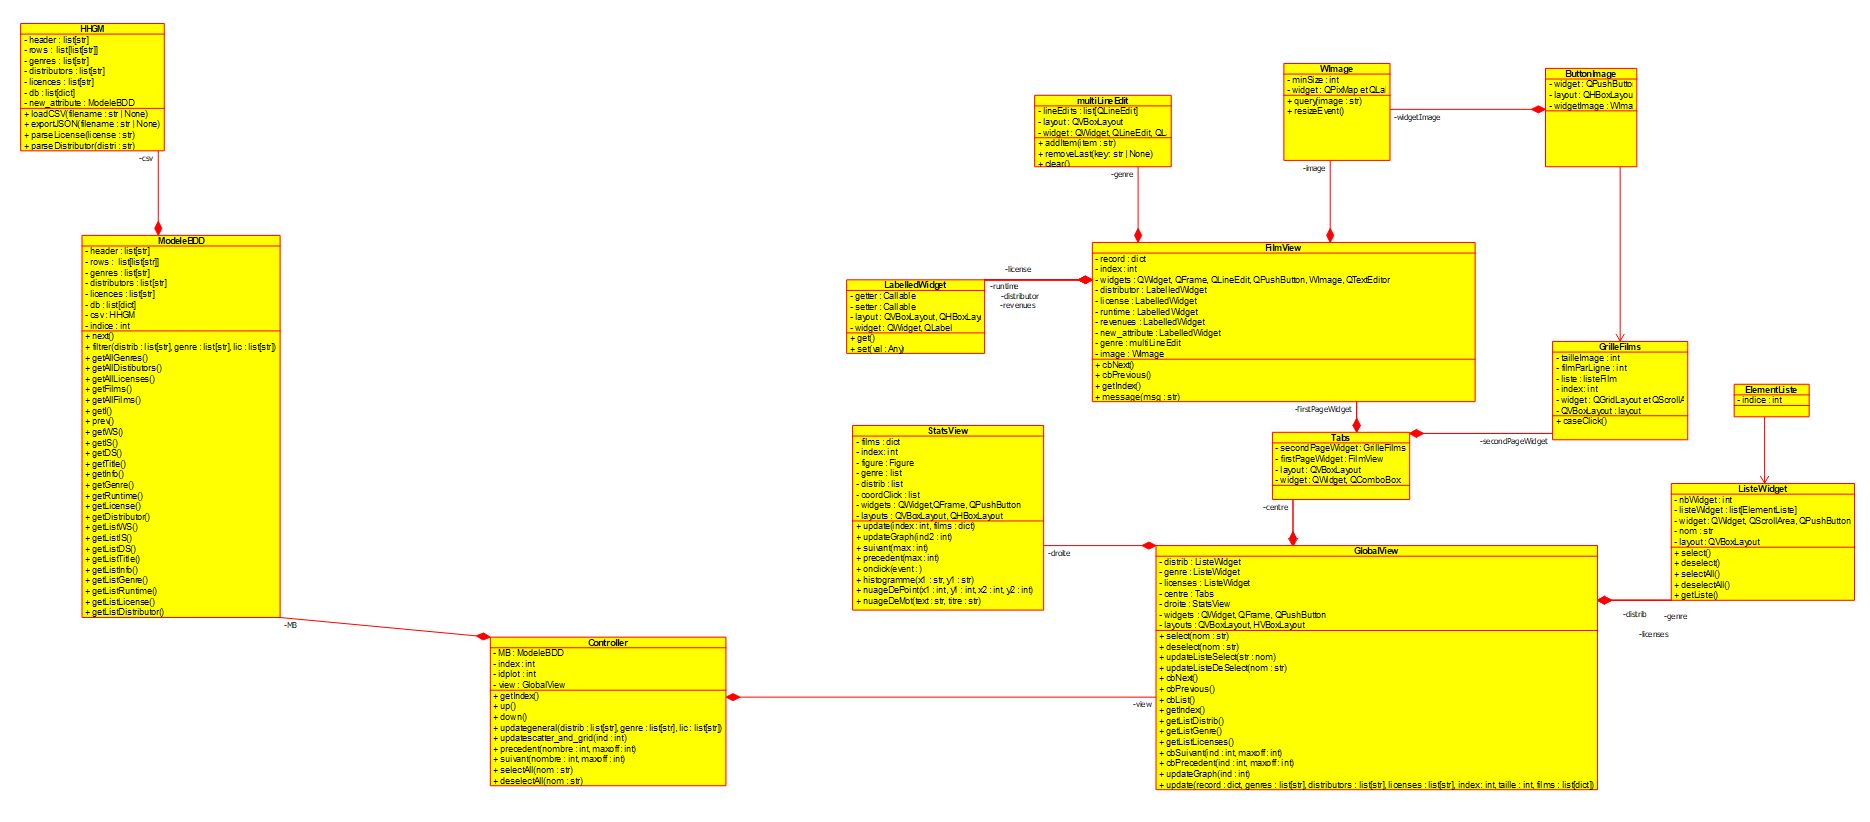 HHGM
- header : list[str]
- rows : list[list[str]]
- genres : list[str]
- distributors : list[str]
- licences : list[str]
- db : list[dict]
- new_attribute : ModeleBDD
+ loadCSV(filename : str | None)
+ exportJSON(filename : str | None)
+ parseLicense(license : str)
+ parseDistributor(distri : str)
-csv
ModeleBDD
- header : list[str]
- rows : list[list[str]]
- genres : list[str]
- distributors : list[str]
- licences : list[str]
- db : list[dict]
- csv : HHGM
- indice : int
+ next()
+ filtrer(distrib : list[str], genre : list[str], lic : list[str])
+ getAllGenres()
+ getAllDistibutors()
+ getAllLicenses()
+ getFilms()
+ getAllFilms()
+ getI()
+ prev()
+ getWS()
+ getIS()
+ getDS()
+ getTitle()
+ getInfo()
+ getGenre()
+ getRuntime()
+ getLicense()
+ getDistributor()
+ getListWS()
+ getListIS()
+ getListDS()
+ getListTitle()
+ getListInfo()
+ getListGenre()
+ getListRuntime()
+ getListLicense()
+ getListDistributor()
-MB
Controller
- MB : ModeleBDD
- index : int
- idplot : int
- view : GlobalView
+ getIndex()
+ up()
+ down()
+ updategeneral(distrib : list[str], genre : list[str], lic : list[str])
+ updatescatter_and_grid(ind : int)
+ precedent(nombre : int, maxoff : int)
+ suivant(nombre : int, maxoff : int)
+ selectAll(nom : str)
+ deselectAll(nom : str)
-view
multiLineEdit
- lineEdits : list[QLineEdit]
- layout : QVBoxLayout
- widget : QWidget, QLineEdit, QL
+ addItem(item : str)
+ removeLast(key: str | None)
+ clear()
-genre
WImage
- minSize : int
- widget : QPixMap et QLa
+ query(image : str)
+ resizeEvent()
-image
-widgetImage
ButtonImage
- widget : QPushButto
- layout : QHBoxLayou
- widgetImage : WIma
FilmView
- record : dict
- index : int
- widgets : QWidget, QFrame, QLineEdit, QPushButton, WImage, QTextEditor
- distributor : LabelledWidget
- license : LabelledWidget
- runtime : LabelledWidget
- revenues : LabelledWidget
- new_attribute : LabelledWidget
- genre : multiLineEdit
- image : WImage
+ cbNext()
+ cbPrevious()
+ getIndex()
+ message(msg : str)
-license
-runtime
-distributor
-revenues
LabelledWidget
- getter : Callable
- setter : Callable
- layout : QVBoxLayout, QHBoxLay
- widget : QWidget, QLabel
+ get()
+ set(val : Any)
-firstPageWidget
GrilleFilms
- tailleImage : int
- filmParLigne : int
- liste : listeFilm
- index: int
- widget : QGridLayout et QScrollA
- QVBoxLayout : layout
+ caseClick()
-secondPageWidget
Tabs
- secondPageWidget : GrilleFilms
- firstPageWidget : FilmView
- layout : QVBoxLayout
- widget : QWidget, QComboBox
-centre
StatsView
- films : dict
- index: int
- figure : Figure
- genre : list
- distrib : list
- coordClick : list
- widgets : QWidget,QFrame, QPushButton
- layouts : QVBoxLayout, QHBoxLayout
+ update(index : int, films : dict)
+ updateGraph(ind2 : int)
+ suivant(max : int)
+ precedent(max : int)
+ onclick(event : )
+ histogramme(x1 : str, y1 : str)
+ nuageDePoint(x1 : int, y1 : int, x2 : int, y2 : int)
+ nuageDeMot(text : str, titre : str)
-droite
ElementListe
- indice : int
ListeWidget
- nbWidget : int
- listeWidget : list[ElementListe]
- widget : QWidget, QScrollArea, QPushButton
- nom : str
- layout : QVBoxLayout
+ select()
+ deselect()
+ selectAll()
+ deselectAll()
+ getListe()
-distrib
-genre
-licenses
GlobalView
- distrib : ListeWidget
- genre : ListeWidget
- licenses : ListeWidget
- centre : Tabs
- droite : StatsView
- widgets : QWidget, QFrame, QPushButton
- layouts : QVBoxLayout, HVBoxLayout
+ select(nom : str)
+ deselect(nom : str)
+ updateListeSelect(str : nom)
+ updateListeDeSelect(nom : str)
+ cbNext()
+ cbPrevious()
+ cbList()
+ getIndex()
+ getListDistrib()
+ getListGenre()
+ getListLicenses()
+ cbSuivant(ind : int, maxoff : int)
+ cbPrecedent(ind : int, maxoff : int)
+ updateGraph(ind : int)
+ update(record : dict, genres : list[str], distributors : list[str], licenses : list[str], index: int, taille : int, films : list[dict])